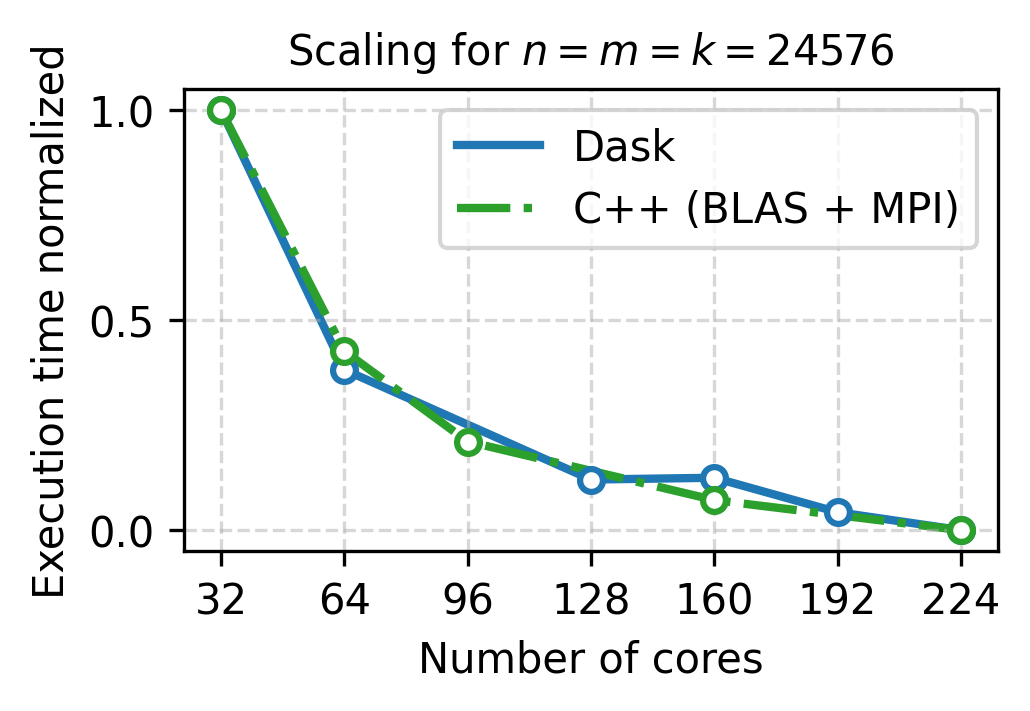 Scaling for n = m = k = 24576
Execution time normalized
1.0
0.5
0.0
Dask
C++ (BLAS + MPI)
32 64 96 128 160 192 224
Number of cores